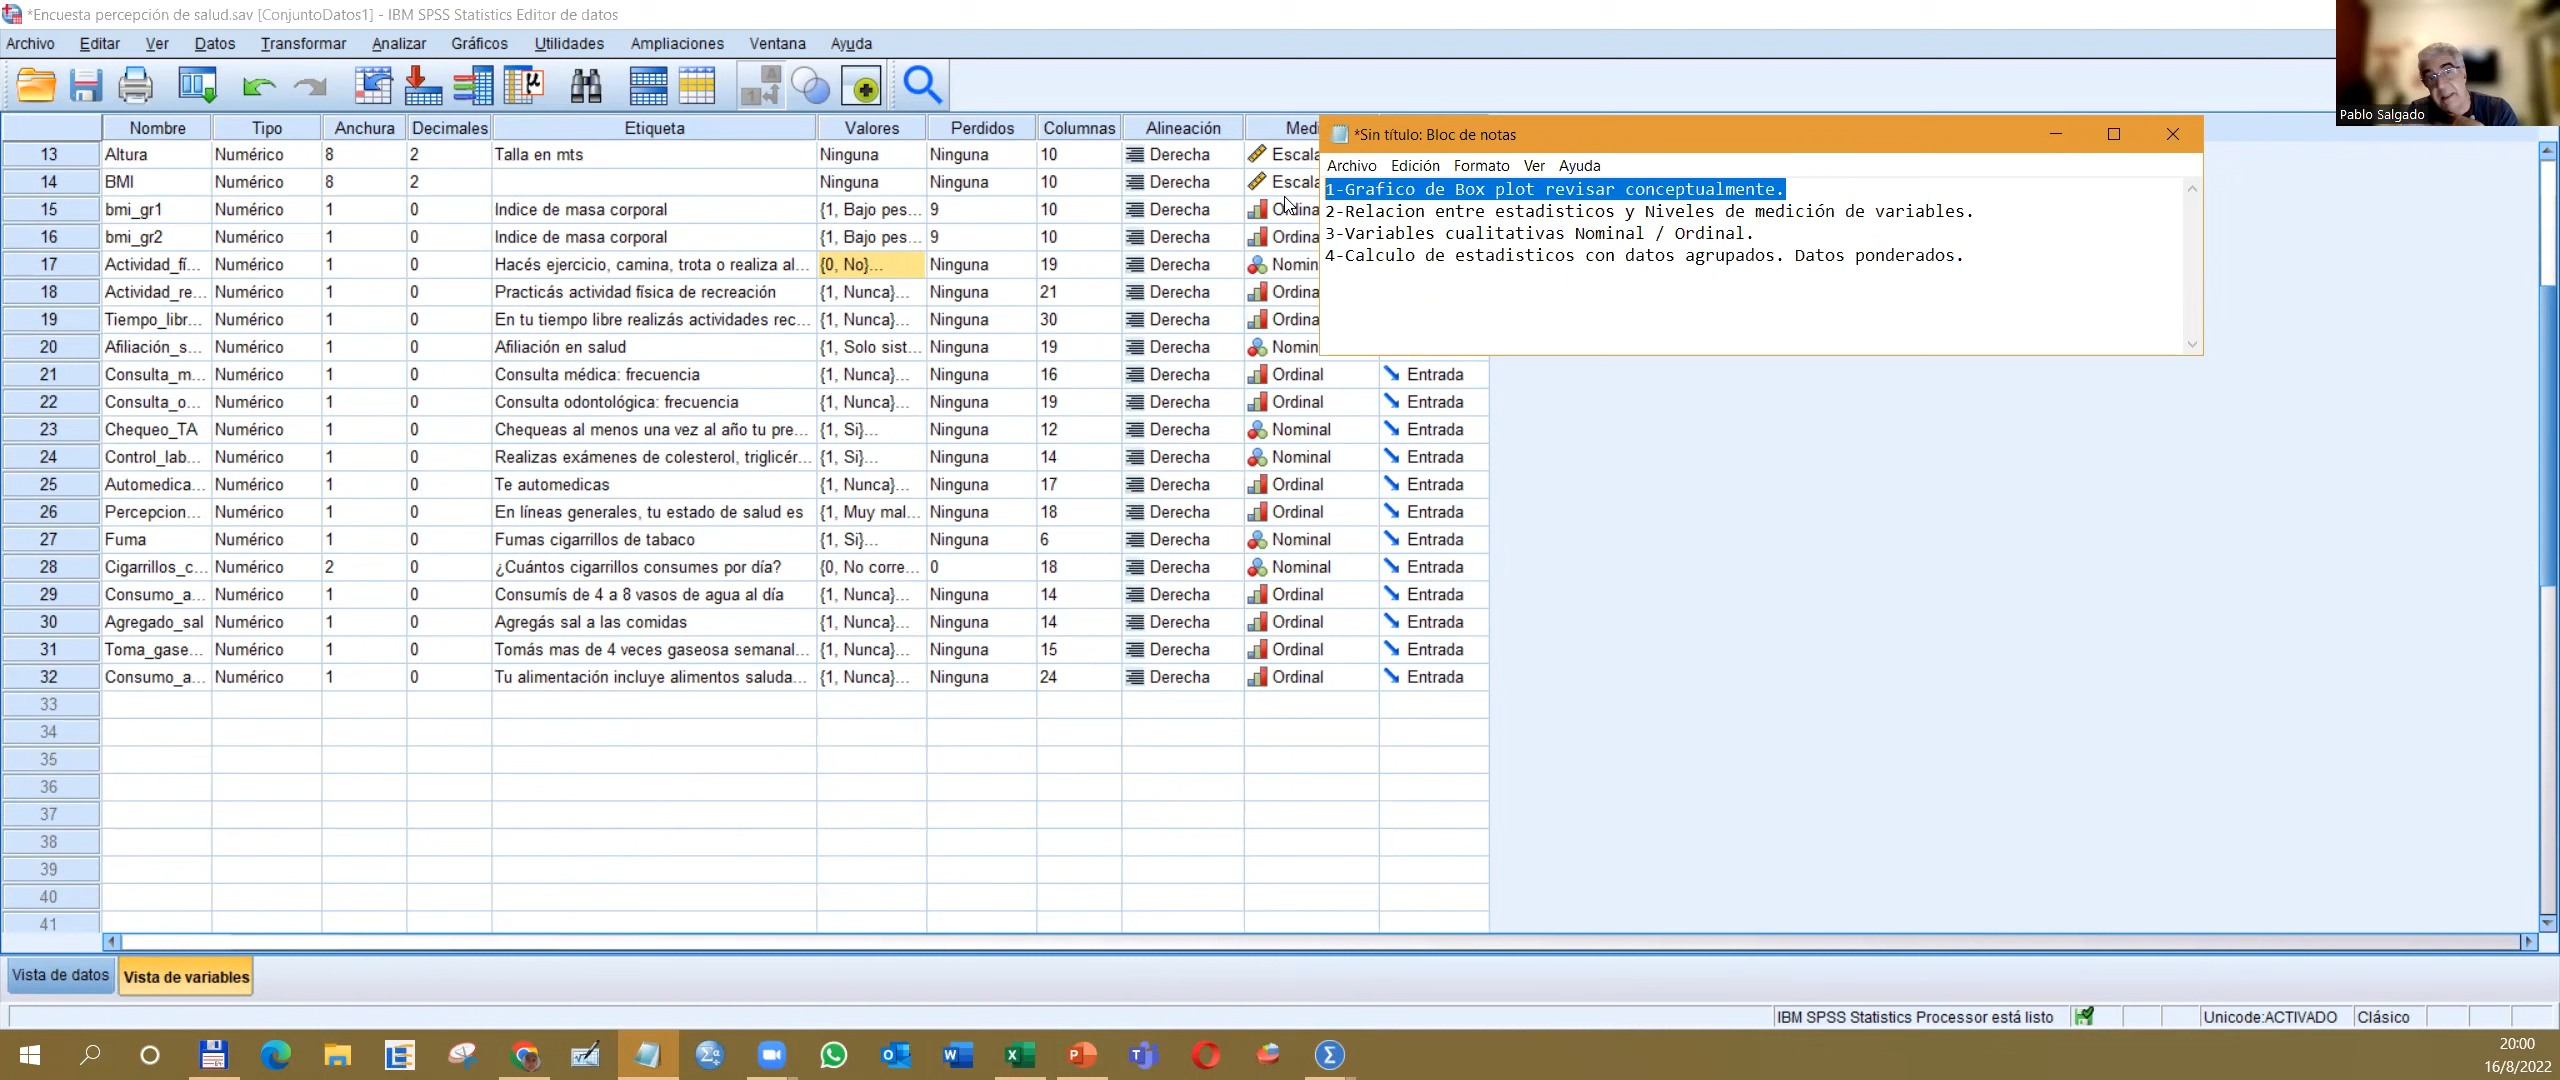 *Encuesta percepción de salud.sav [ConjuntoDatos1] - IBM SPSS Statistics Editor de datos
Archivo Editar Ver Datos Transformar Analizar Gráficos Utilidades Ampliaciones Ventana Ayuda
Pablo Salgado
Nombre Tipo Anchura Decimales Etiqueta Valores Perdidos Columnas Alineación Medi
13 Altura Numérico 8 2 Talla en mts Ninguna Ninguna 10 Derecha Escala
14 BMI Numérico 8 2 Ninguna Ninguna 10 Derecha Escala
15 bmi_gr1 Numérico 1 0 Indice de masa corporal {1, Bajo pes... 9 10 Derecha Ordina
16 bmi_gr2 Numérico 1 0 Indice de masa corporal {1, Bajo pes... 9 10 Derecha Ordina
17 Actividad_fí... Numérico 1 0 Hacés ejercicio, camina, trota o realiza al... {0, No}... Ninguna 19 Derecha Nomin
18 Actividad_re... Numérico 1 0 Practicás actividad física de recreación {1, Nunca}... Ninguna 21 Derecha Ordina
19 Tiempo_libr... Numérico 1 0 En tu tiempo libre realizás actividades rec... {1, Nunca}... Ninguna 30 Derecha Ordina
20 Afiliación_s... Numérico 1 0 Afiliación en salud {1, Solo sist... Ninguna 19 Derecha Nomin
21 Consulta_m... Numérico 1 0 Consulta médica: frecuencia {1, Nunca}... Ninguna 16 Derecha Ordinal Entrada
22 Consulta_o... Numérico 1 0 Consulta odontológica: frecuencia {1, Nunca}... Ninguna 19 Derecha Ordinal Entrada
23 Chequeo_TA Numérico 1 0 Chequeas al menos una vez al año tu pre... {1, Si}... Ninguna 12 Derecha Nominal Entrada
24 Control_lab... Numérico 1 0 Realizas exámenes de colesterol, triglicér... {1, Si}... Ninguna 14 Derecha Nominal Entrada
25 Automedica... Numérico 1 0 Te automedicas {1, Nunca}... Ninguna 17 Derecha Ordinal Entrada
26 Percepcion... Numérico 1 0 En líneas generales, tu estado de salud es {1, Muy mal... Ninguna 18 Derecha Ordinal Entrada
27 Fuma Numérico 1 0 Fumas cigarrillos de tabaco {1, Si}... Ninguna 6 Derecha Nominal Entrada
28 Cigarrillos_c... Numérico 2 0 ¿Cuántos cigarrillos consumes por día? {0, No corre... 0 18 Derecha Nominal Entrada
29 Consumo_a... Numérico 1 0 Consumís de 4 a 8 vasos de agua al día {1, Nunca}... Ninguna 14 Derecha Ordinal Entrada
30 Agregado_sal Numérico 1 0 Agregás sal a las comidas {1, Nunca}... Ninguna 14 Derecha Ordinal Entrada
31 Toma_gase... Numérico 1 0 Tomás mas de 4 veces gaseosa semanal... {1, Nunca}... Ninguna 15 Derecha Ordinal Entrada
32 Consumo_a... Numérico 1 0 Tu alimentación incluye alimentos saluda... {1, Nunca}... Ninguna 24 Derecha Ordinal Entrada
33
34
35
36
37
38
39
40
41
*Sin título: Bloc de notas
Archivo Edición Formato Ver Ayuda
1-Grafico de Box plot revisar conceptualmente.
2-Relacion entre estadisticos y Niveles de medición de variables.
3-Variables cualitativas Nominal / Ordinal.
4-Calculo de estadisticos con datos agrupados. Datos ponderados.
Vista de datos Vista de variables
IBM SPSS Statistics Processor está listo Unicode:ACTIVADO Clásico
20:00
16/8/2022